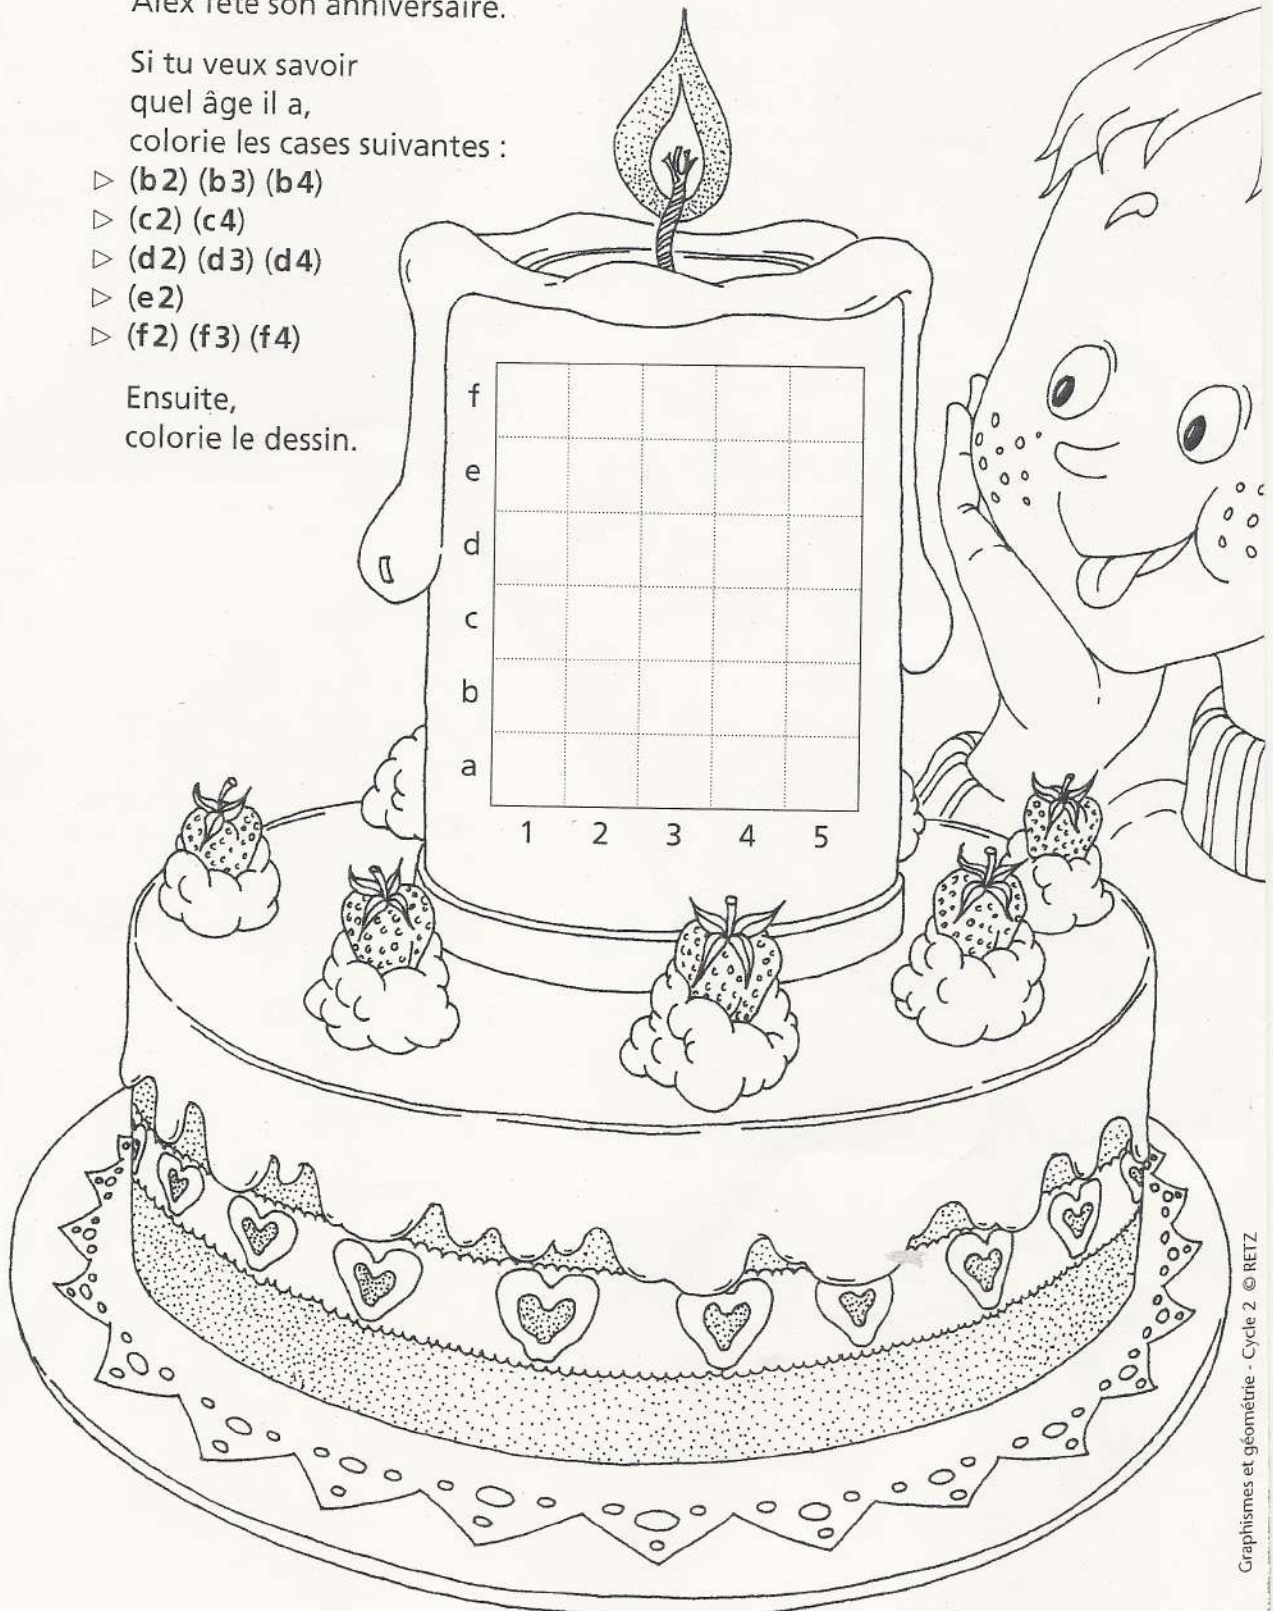 Alex fête son anniversaire.
Si tu veux savoir
quel âge il a,
colorie les cases suivantes :
▷ (b2) (b3) (b4)
▷ (c2) (c4)
▷ (d2) (d3) (d4)
▷ (e2)
▷ (f2) (f3) (f4)
Ensuite,
colorie le dessin.
f
e
d
c
b
a
1 2 3 4 5
Graphismes et géométrie - Cycle 2 © RETZ